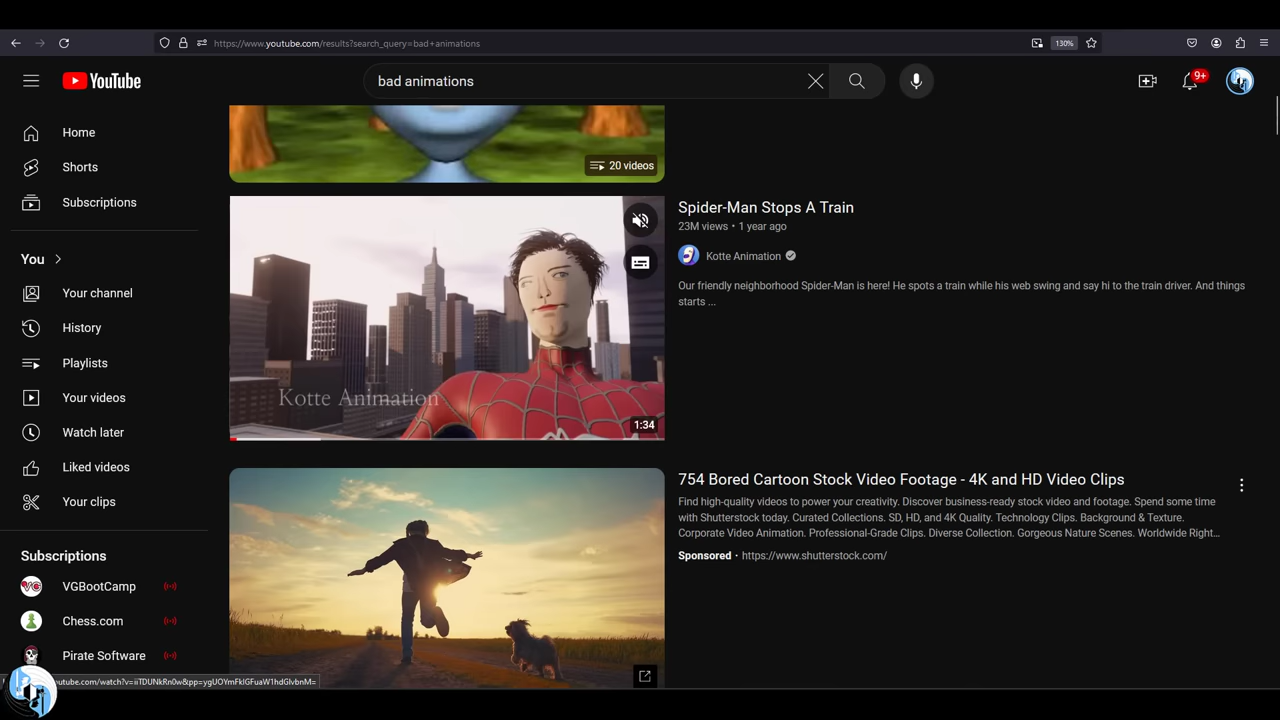 https://www.youtube.com/results?search_query=bad+animations
130%
YouTube
bad animations
9+
Home
Shorts
Subscriptions
You
Your channel
History
Playlists
Your videos
Watch later
Liked videos
Your clips
Subscriptions
VGBootCamp
Chess.com
Pirate Software
20 videos
Kotte Animation
1:34
Spider-Man Stops A Train
23M views • 1 year ago
Kotte Animation
Our friendly neighborhood Spider-Man is here! He spots a train while his web swing and say hi to the train driver. And things
starts ...
754 Bored Cartoon Stock Video Footage - 4K and HD Video Clips
Find high-quality videos to power your creativity. Discover business-ready stock video and footage. Spend some time
with Shutterstock today. Curated Collections. SD, HD, and 4K Quality. Technology Clips. Background & Texture.
Corporate Video Animation. Professional-Grade Clips. Diverse Collection. Gorgeous Nature Scenes. Worldwide Right...
Sponsored · https://www.shutterstock.com/